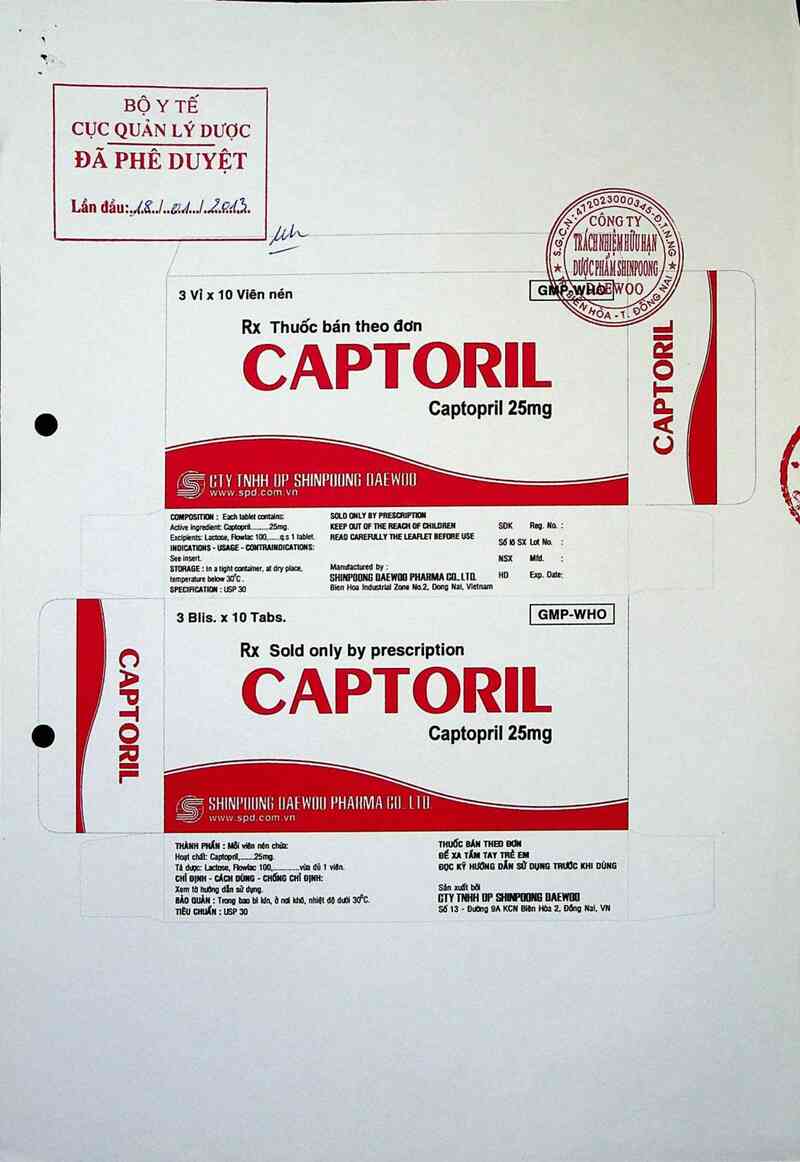 BỘ Y TẾ
CỤC QUẢN LÝ DƯỢC
ĐÃ PHÊ DUYỆT
Lần đầu: 18 / 01 / 2013
S.G.C.N: 472023000345-Đ.T.N.NG
CÔNG TY
TRÁCH NHIỆM HỮU HẠN
DƯỢC PHẨM SHINPOONG
DAEWOO
BIÊN HÒA - T. ĐỒNG NAI
3 Vỉ x 10 Viên nén
GMP-WHO
Rx Thuốc bán theo đơn
CAPTORIL
Captopril 25mg
CTY TNHH DP SHINPOONG DAEWOO
www.spd.com.vn
CAPTORIL
COMPOSITION : Each tablet contains:
Active ingredient: Captopril.........25mg.
Excipients: Lactose, Flowlac 100,......q.s 1 tablet.
INDICATIONS - USAGE - CONTRAINDICATIONS:
See insert.
STORAGE : In a tight container, at dry place,
temperature below 30°C.
SPECIFICATION : USP 30
SOLD ONLY BY PRESCRIPTION
KEEP OUT OF THE REACH OF CHILDREN
READ CAREFULLY THE LEAFLET BEFORE USE
Manufactured by :
SHINPOONG DAEWOO PHARMA CO., LTD.
Bien Hoa Industrial Zone No.2, Dong Nai, Vietnam
SDK Reg. No. :
Số lô SX Lot No. :
NSX Mfd. :
HD Exp. Date:
3 Blis. x 10 Tabs.
GMP-WHO
Rx Sold only by prescription
CAPTORIL
Captopril 25mg
SHINPOONG DAEWOO PHARMA CO., LTD
www.spd.com.vn
CAPTORIL
THÀNH PHẦN : Mỗi viên nén chứa:
Hoạt chất: Captopril,......25mg.
Tá dược: Lactose, Flowlac 100,............vừa đủ 1 viên.
CHỈ ĐỊNH - CÁCH DÙNG - CHỐNG CHỈ ĐỊNH:
Xem tờ hướng dẫn sử dụng.
BẢO QUẢN : Trong bao bì kín, ở nơi khô, nhiệt độ dưới 30°C.
TIÊU CHUẨN : USP 30
THUỐC BÁN THEO ĐƠN
ĐỂ XA TẦM TAY TRẺ EM
ĐỌC KỸ HƯỚNG DẪN SỬ DỤNG TRƯỚC KHI DÙNG
Sản xuất bởi
CTY TNHH DP SHINPOONG DAEWOO
Số 13 - Đường 9A KCN Biên Hòa 2, Đồng Nai, VN